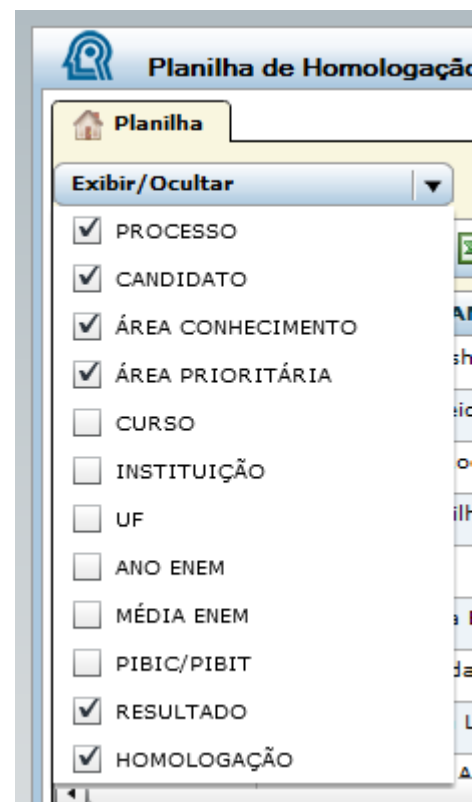 Planilha de Homologação
Planilha
Exibir/Ocultar
PROCESSO
CANDIDATO
ÁREA CONHECIMENTO
ÁREA PRIORITÁRIA
CURSO
INSTITUIÇÃO
UF
ANO ENEM
MÉDIA ENEM
PIBIC/PIBIT
RESULTADO
HOMOLOGAÇÃO